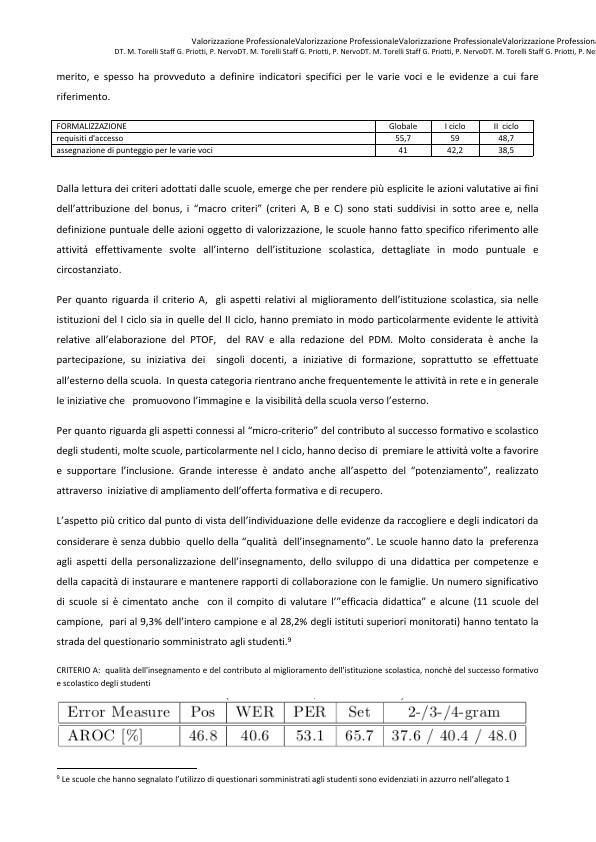 Valorizzazione ProfessionaleValorizzazione ProfessionaleValorizzazione ProfessionaleValorizzazione Professiona
DT. M. Torelli Staff G. Priotti, P. NervoDT. M. Torelli Staff G. Priotti, P. NervoDT. M. Torelli Staff G. Priotti, P. NervoDT. M. Torelli Staff G. Priotti, P. Ne
merito, e spesso ha provveduto a definire indicatori specifici per le varie voci e le evidenze a cui fare
riferimento.
FORMALIZZAZIONE Globale I ciclo II ciclo
requisiti d'accesso 55,7 59 48,7
assegnazione di punteggio per le varie voci 41 42,2 38,5
Dalla lettura dei criteri adottati dalle scuole, emerge che per rendere più esplicite le azioni valutative ai fini
dell'attribuzione del bonus, i "macro criteri" (criteri A, B e C) sono stati suddivisi in sotto aree e, nella
definizione puntuale delle azioni oggetto di valorizzazione, le scuole hanno fatto specifico riferimento alle
attività effettivamente svolte all'interno dell'istituzione scolastica, dettagliate in modo puntuale e
circostanziato.
Per quanto riguarda il criterio A, gli aspetti relativi al miglioramento dell'istituzione scolastica, sia nelle
istituzioni del I ciclo sia in quelle del II ciclo, hanno premiato in modo particolarmente evidente le attività
relative all'elaborazione del PTOF, del RAV e alla redazione del PDM. Molto considerata è anche la
partecipazione, su iniziativa dei singoli docenti, a iniziative di formazione, soprattutto se effettuate
all'esterno della scuola. In questa categoria rientrano anche frequentemente le attività in rete e in generale
le iniziative che promuovono l'immagine e la visibilità della scuola verso l'esterno.
Per quanto riguarda gli aspetti connessi al "micro-criterio" del contributo al successo formativo e scolastico
degli studenti, molte scuole, particolarmente nel I ciclo, hanno deciso di premiare le attività volte a favorire
e supportare l'inclusione. Grande interesse è andato anche all'aspetto del "potenziamento", realizzato
attraverso iniziative di ampliamento dell'offerta formativa e di recupero.
L'aspetto più critico dal punto di vista dell'individuazione delle evidenze da raccogliere e degli indicatori da
considerare è senza dubbio quello della "qualità dell'insegnamento". Le scuole hanno dato la preferenza
agli aspetti della personalizzazione dell'insegnamento, dello sviluppo di una didattica per competenze e
della capacità di instaurare e mantenere rapporti di collaborazione con le famiglie. Un numero significativo
di scuole si è cimentato anche con il compito di valutare l'"efficacia didattica" e alcune (11 scuole del
campione, pari al 9,3% dell'intero campione e al 28,2% degli istituti superiori monitorati) hanno tentato la
strada del questionario somministrato agli studenti.⁹
CRITERIO A: qualità dell'insegnamento e del contributo al miglioramento dell'istituzione scolastica, nonchè del successo formativo
e scolastico degli studenti
Error Measure Pos WER PER Set 2-/3-/4-gram
AROC [%] 46.8 40.6 53.1 65.7 37.6 / 40.4 / 48.0
⁹ Le scuole che hanno segnalato l'utilizzo di questionari somministrati agli studenti sono evidenziati in azzurro nell'allegato 1